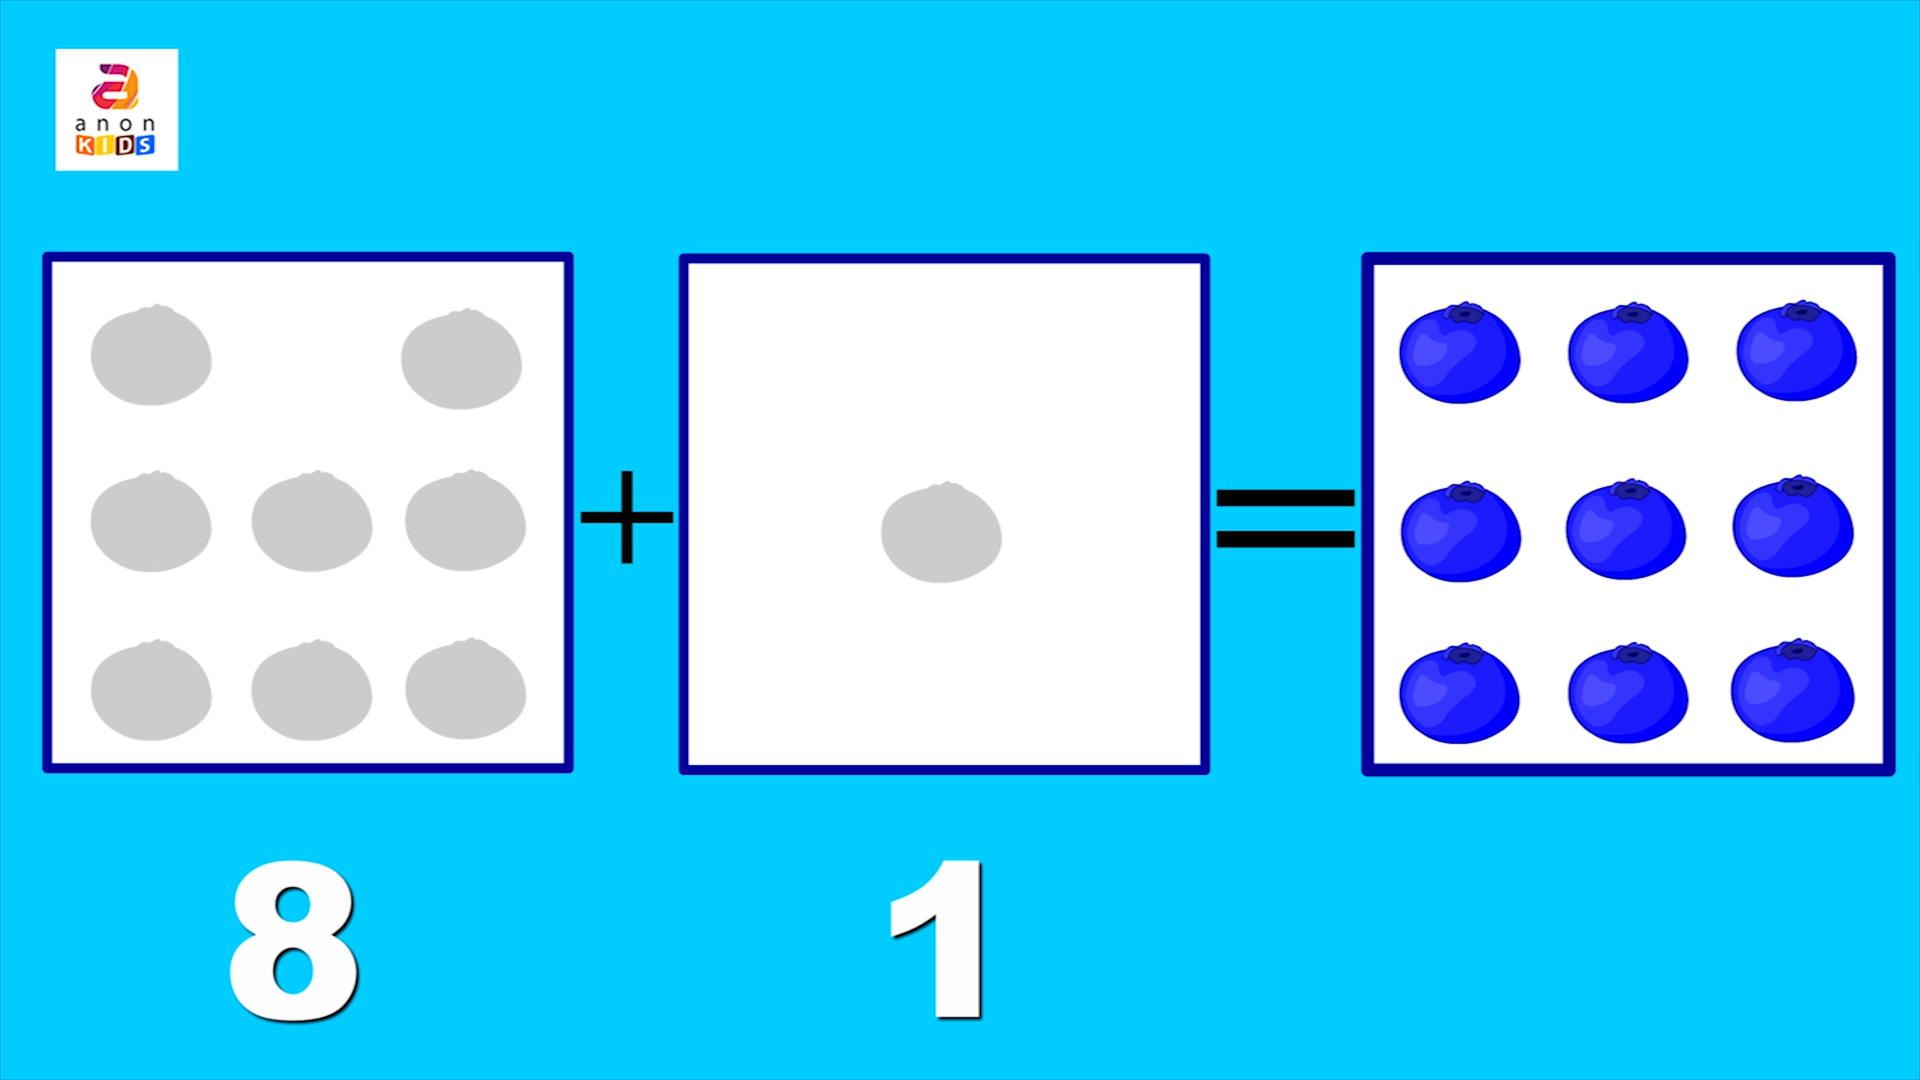 anon
KIDS
+ =
8 1